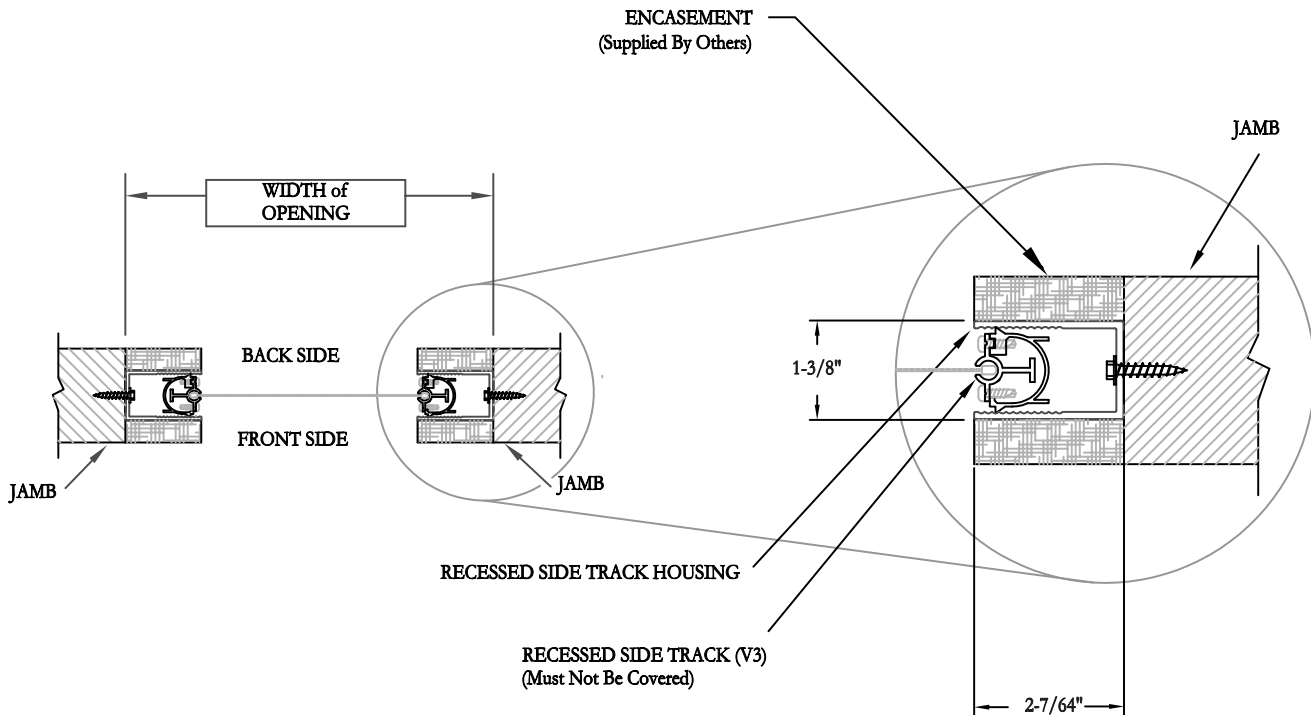 ENCASEMENT
(Supplied By Others)
JAMB
WIDTH of
OPENING
BACK SIDE
1-3/8"
FRONT SIDE
JAMB
JAMB
RECESSED SIDE TRACK HOUSING
RECESSED SIDE TRACK (V3)
(Must Not Be Covered)
2-7/64"